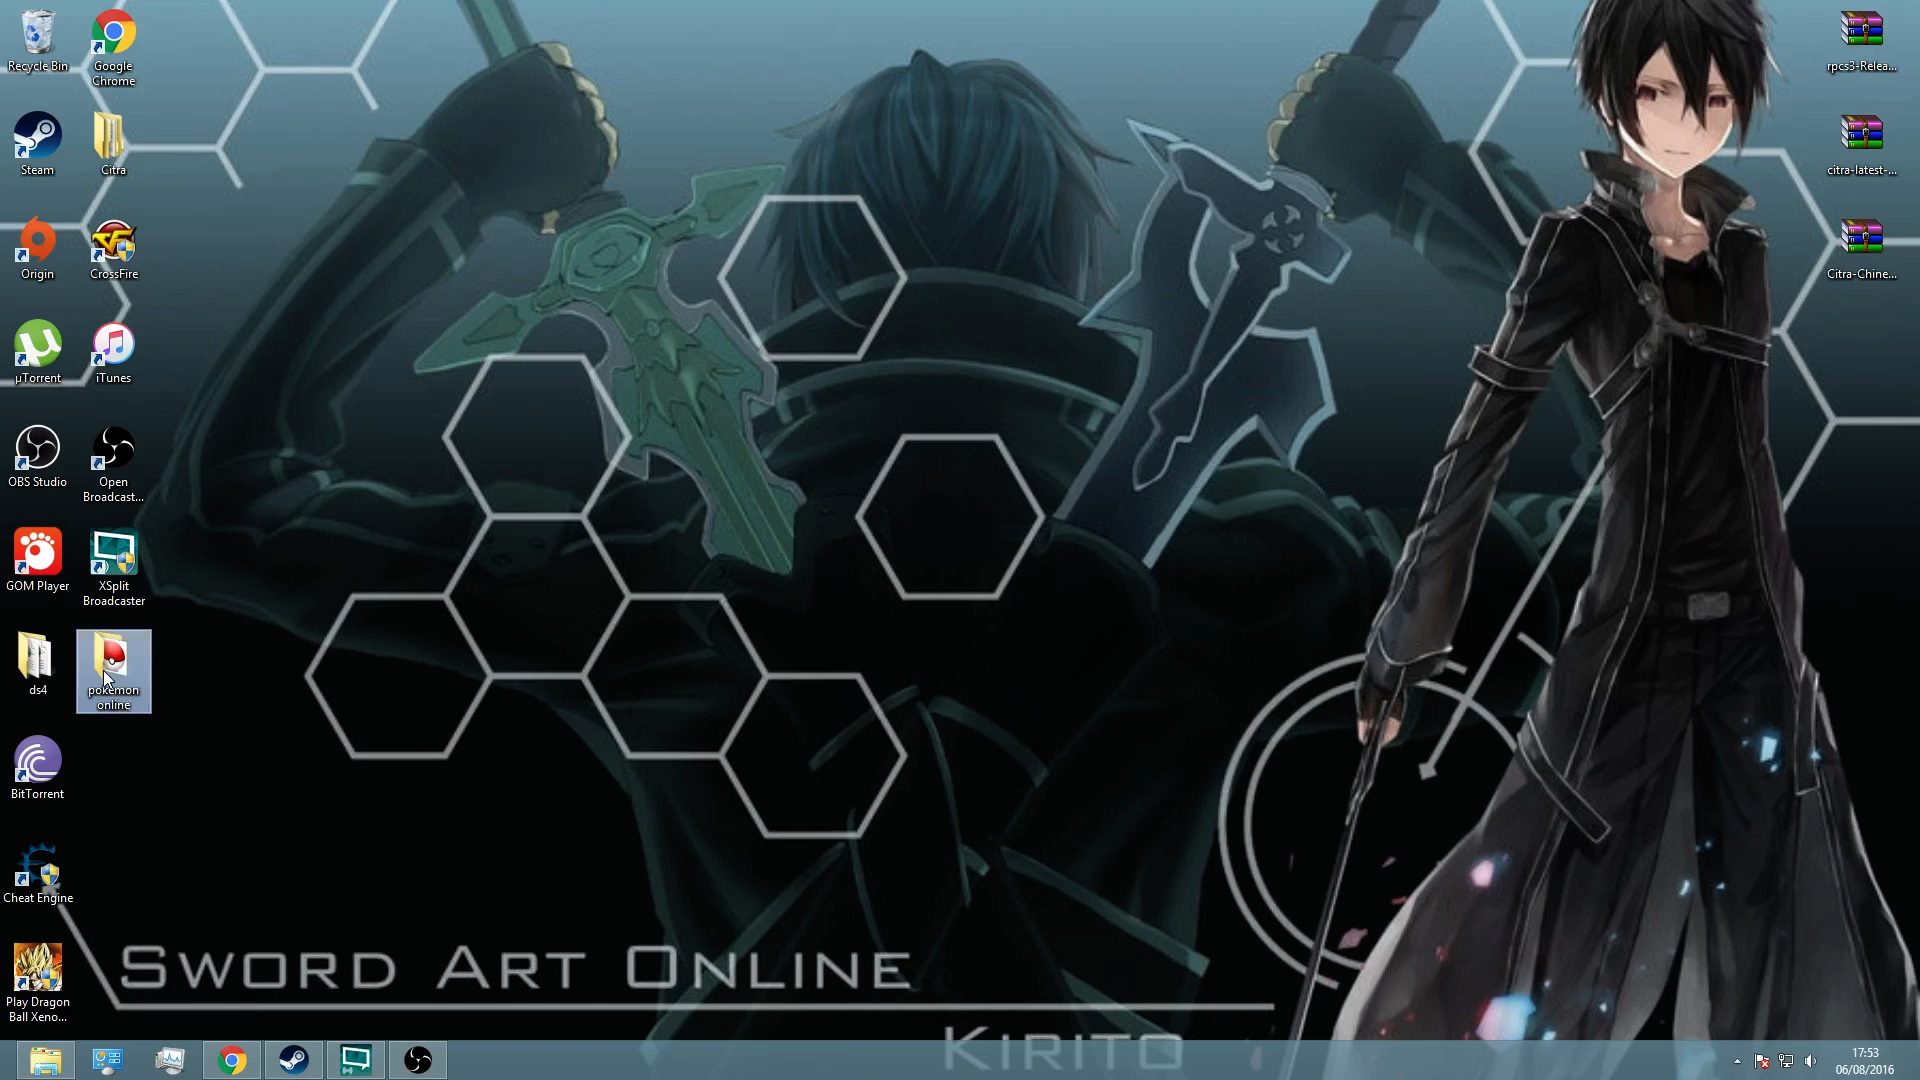 Recycle Bin
Google
Chrome
Steam
Citra
Origin
CrossFire
µTorrent
iTunes
OBS Studio
Open
Broadcast...
GOM Player
XSplit
Broadcaster
ds4
pokemon
online
BitTorrent
Cheat Engine
Play Dragon
Ball Xeno...
rpcs3-Relea...
citra-latest-...
Citra-Chine...
SWORD ART ONLINE
KIRITO
17:53
06/08/2016